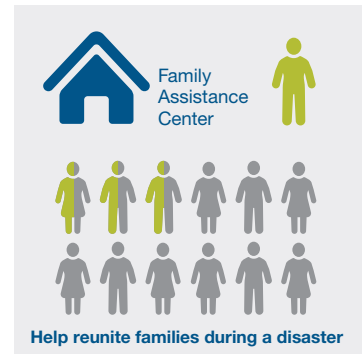 Family
Assistance
Center
Help reunite families during a disaster